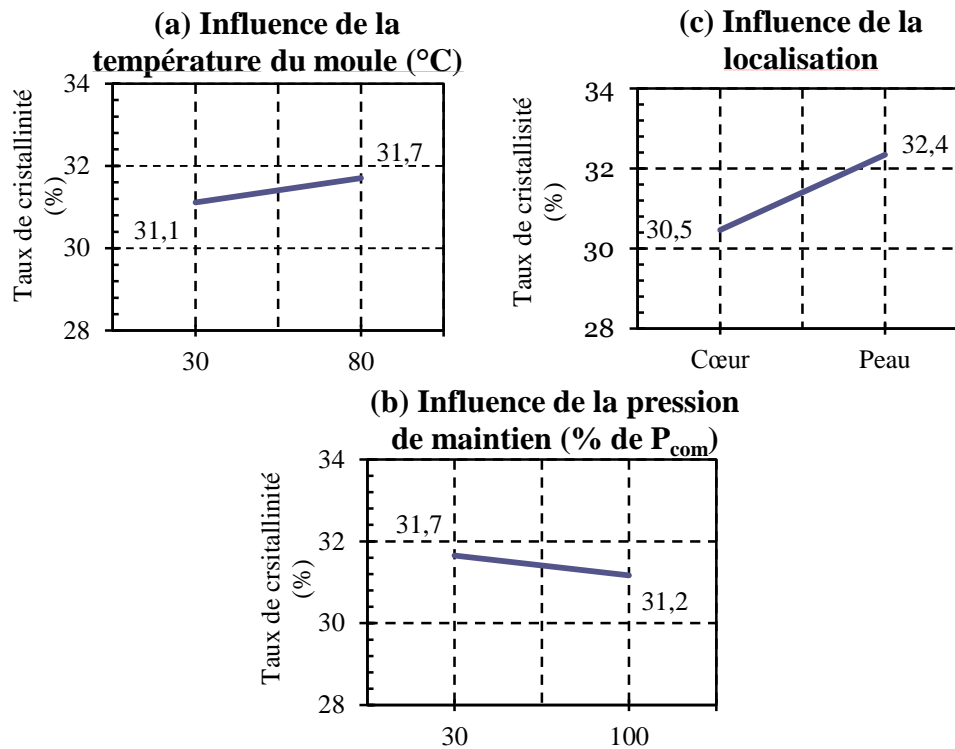 (a) Influence de la
température du moule (°C)
Taux de cristallinité
(%)
34
32
30
28
31,1
31,7
30
80
(c) Influence de la
localisation
Taux de cristallisité
(%)
34
32
30
28
30,5
32,4
Cœur
Peau
(b) Influence de la pression
de maintien (% de Pcom)
Taux de crsitallinité
(%)
34
32
30
28
31,7
31,2
30
100